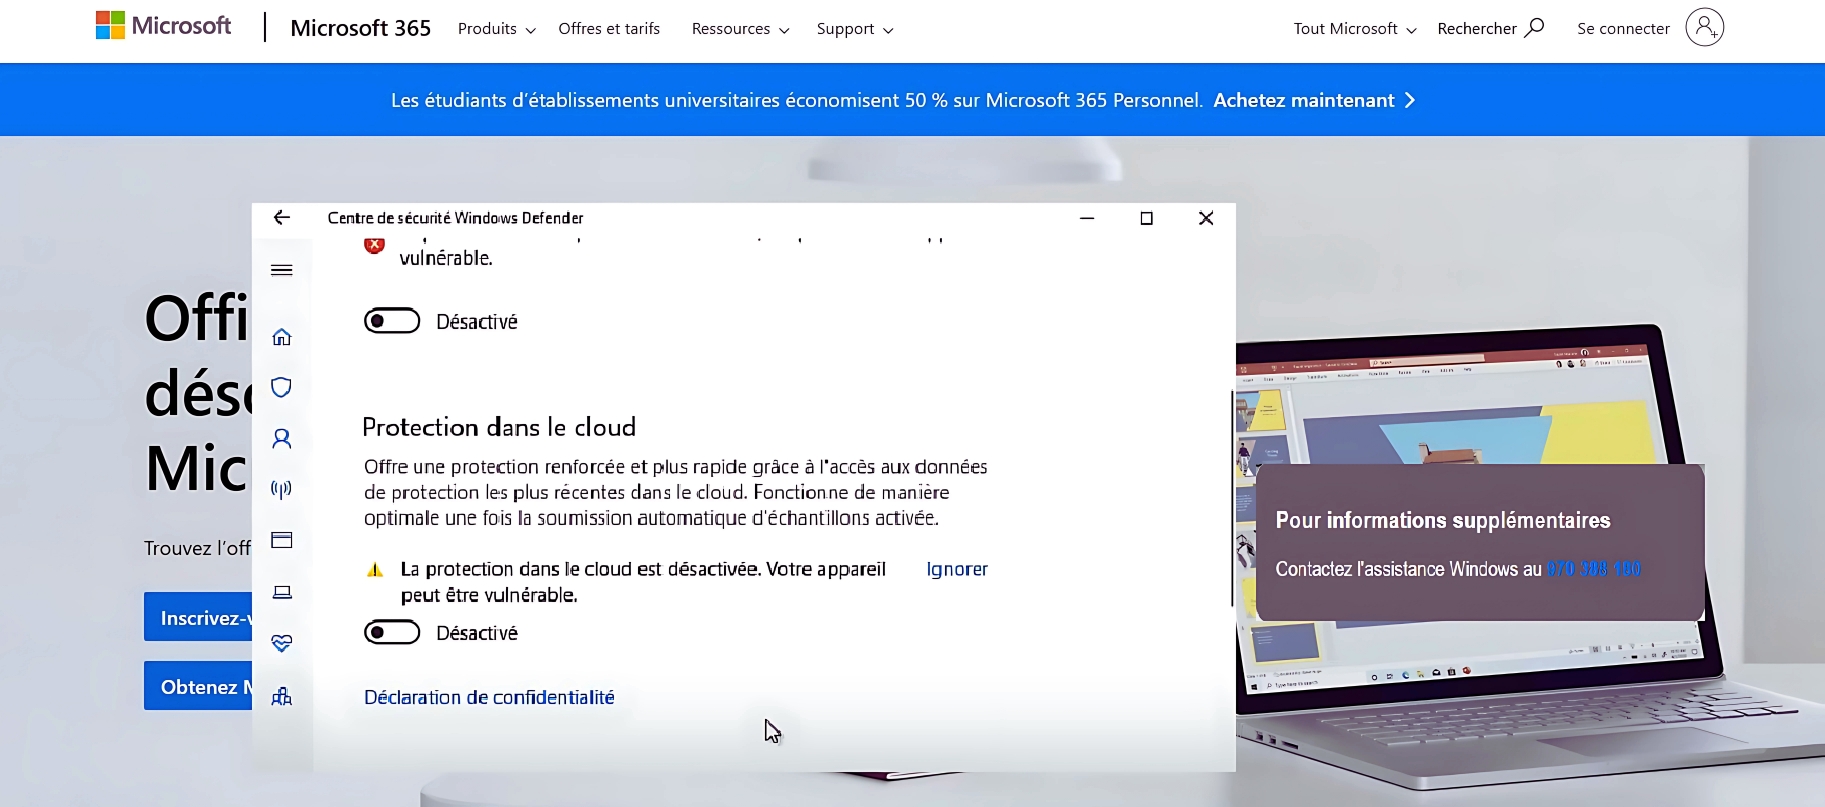 Microsoft
Microsoft 365
Produits
Offres et tarifs
Ressources
Support
Tout Microsoft
Rechercher
Se connecter
Les étudiants d'établissements universitaires économisent 50 % sur Microsoft 365 Personnel. Achetez maintenant
Centre de sécurité Windows Defender
vulnérable.
Désactivé
Offi
dés
Mic
Trouvez l'off
Inscrivez-v
Obtenez M
Protection dans le cloud
Offre une protection renforcée et plus rapide grâce à l'accès aux données
de protection les plus récentes dans le cloud. Fonctionne de manière
optimale une fois la soumission automatique d'échantillons activée.
La protection dans le cloud est désactivée. Votre appareil
peut être vulnérable.
Ignorer
Désactivé
Déclaration de confidentialité
Pour informations supplémentaires
Contactez l'assistance Windows au